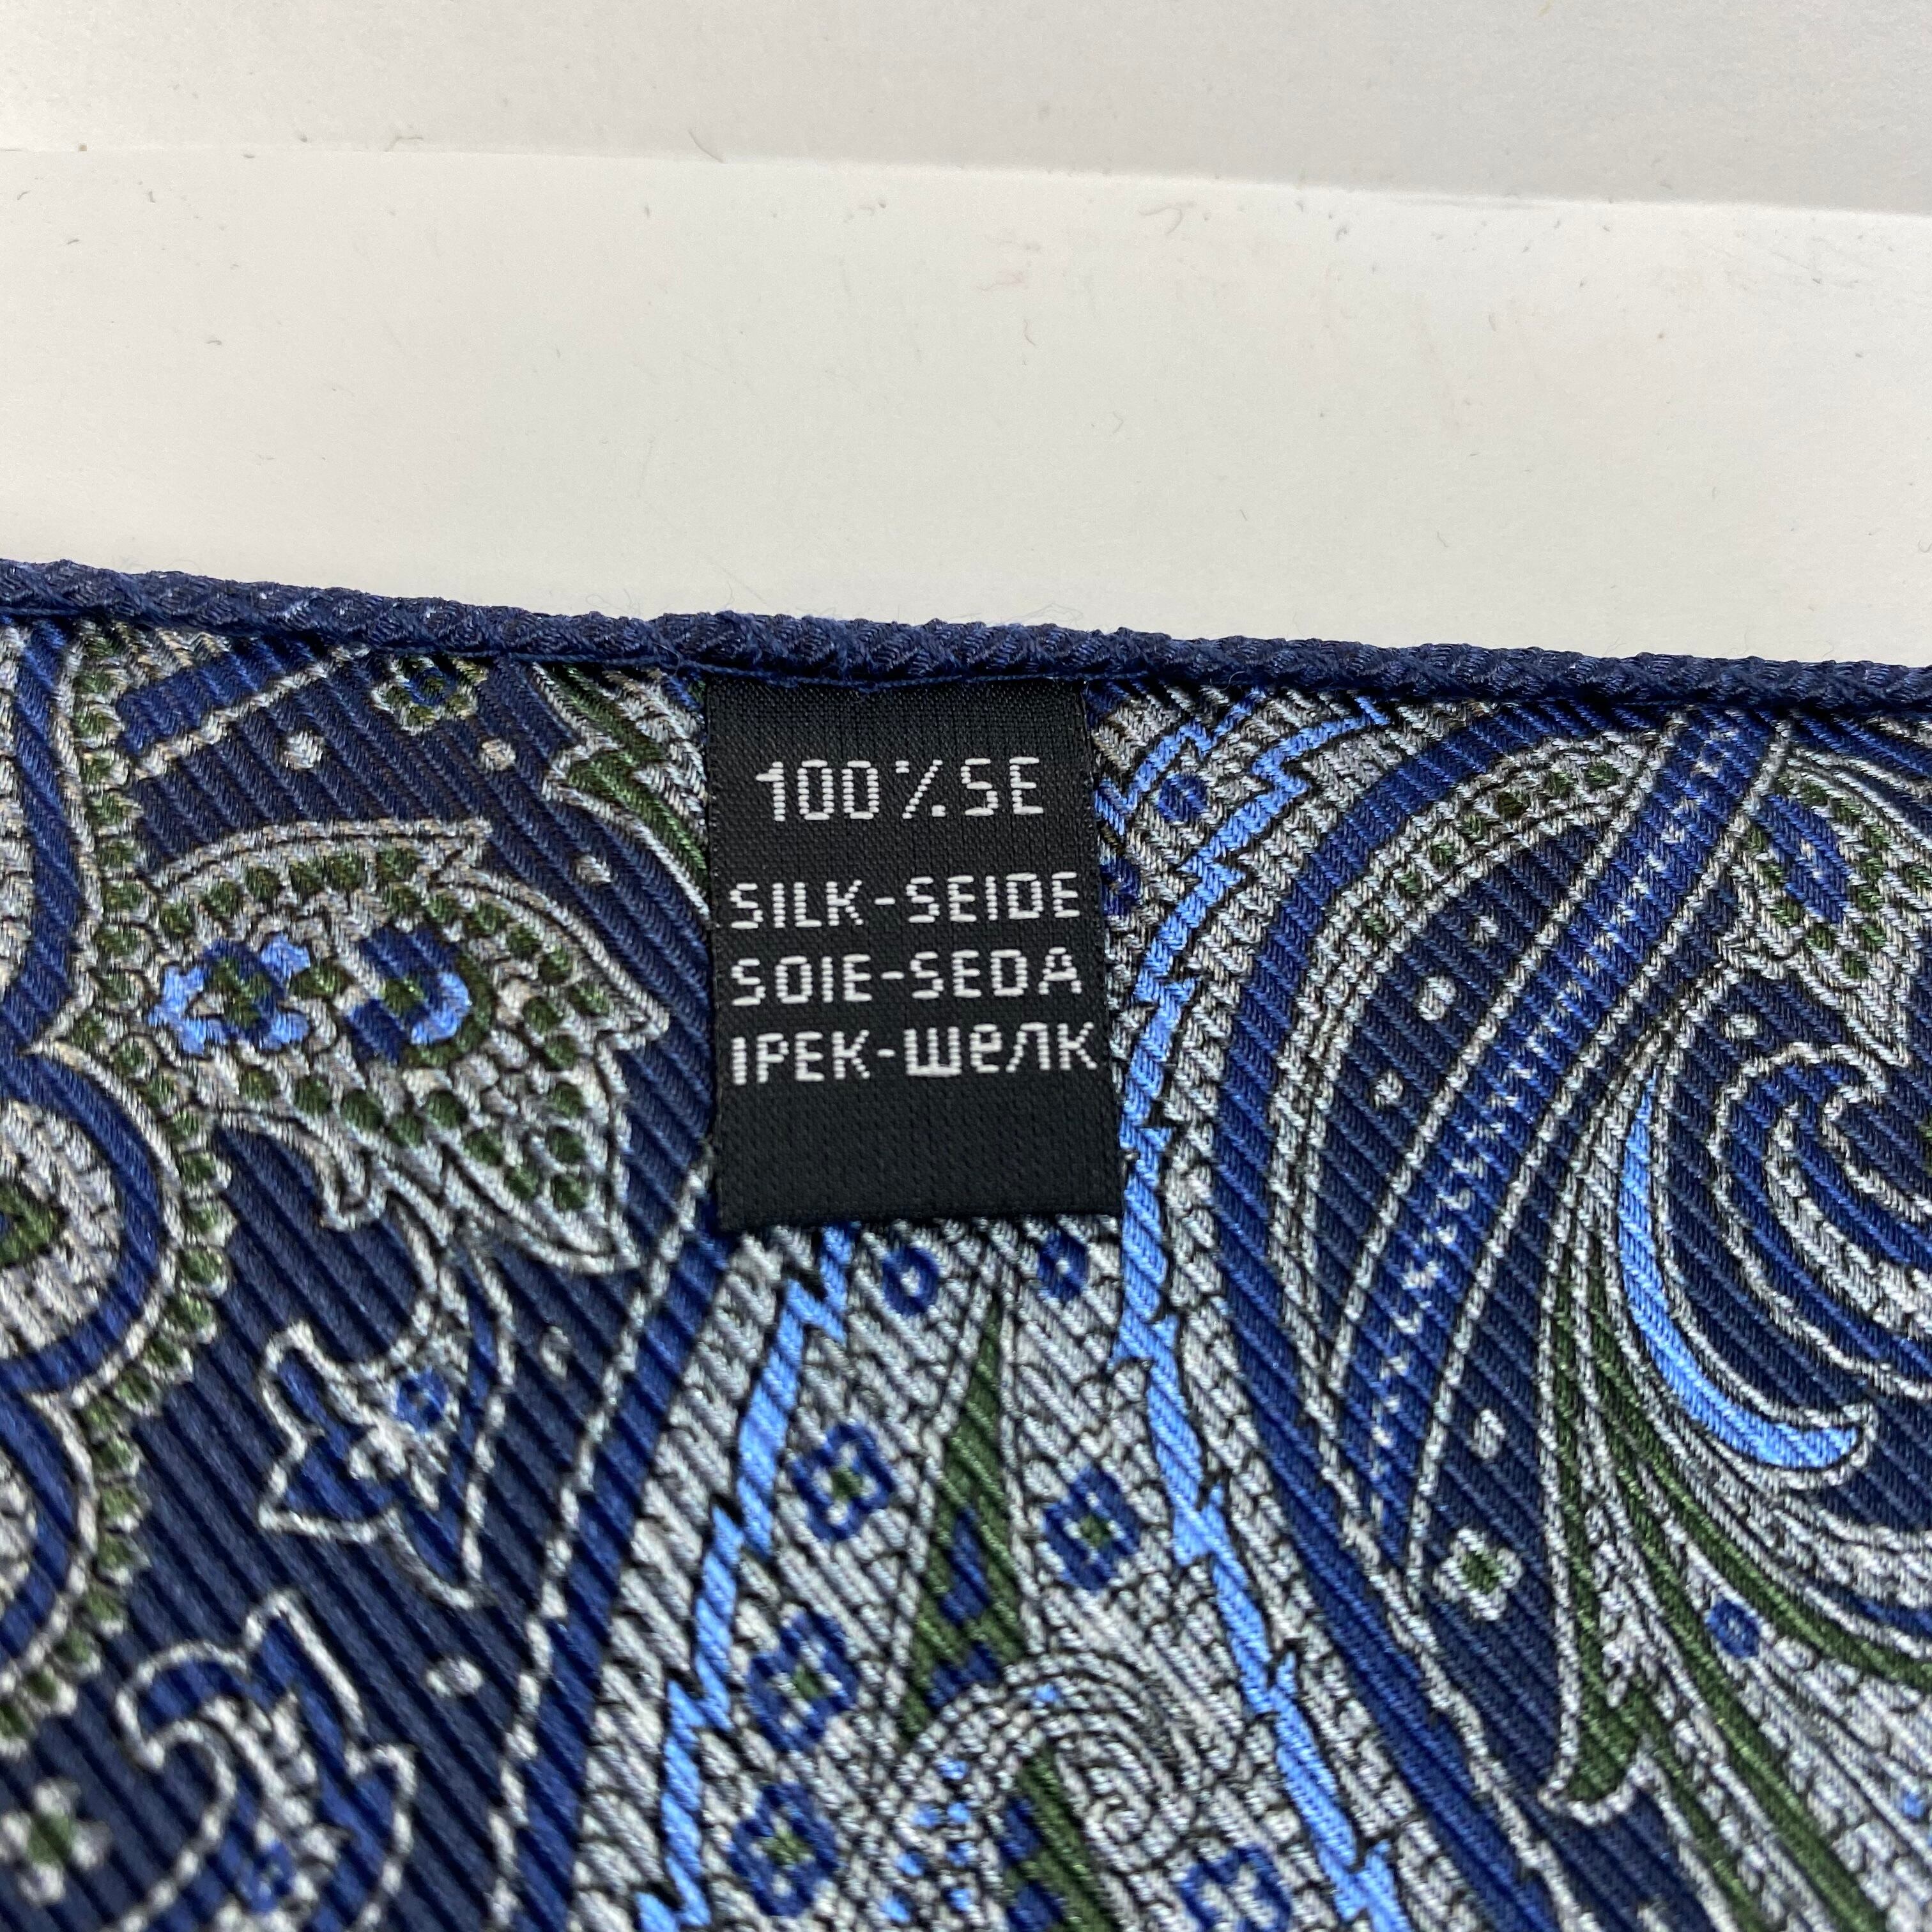 100%SE
SILK-SEIDE
SOIE-SEDA
IPEK-шелк